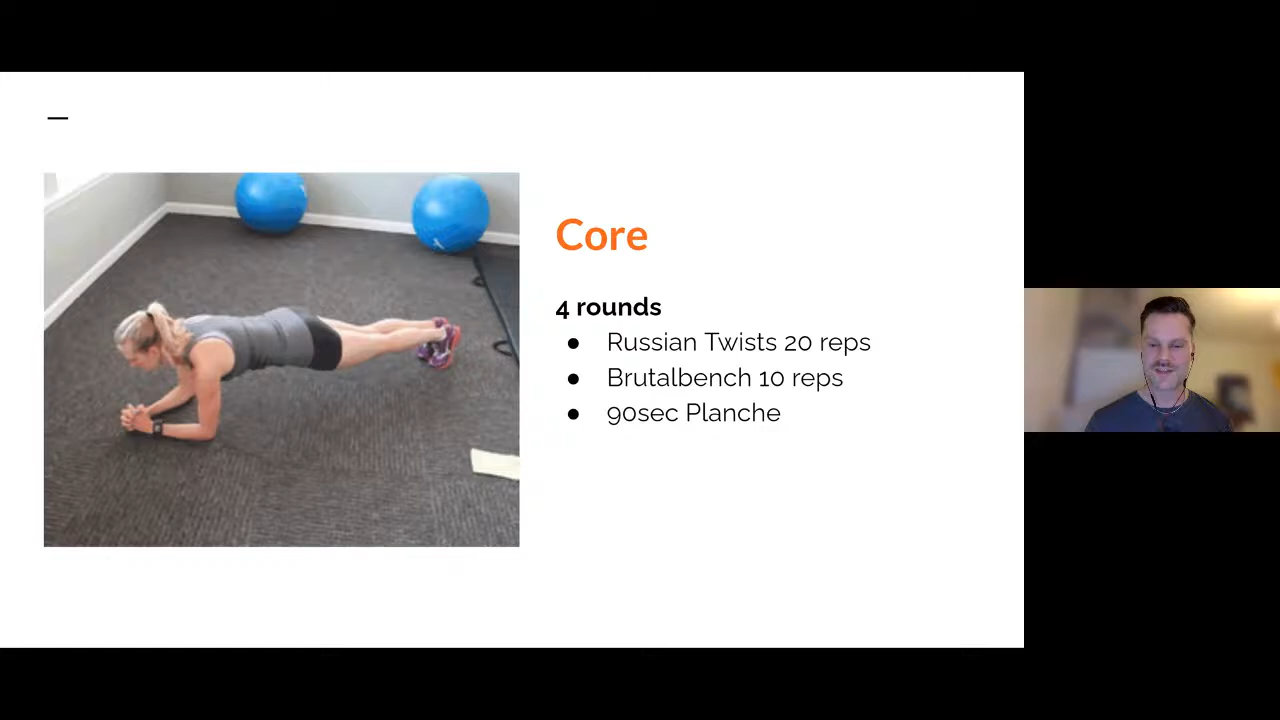 Core
4 rounds
● Russian Twists 20 reps
● Brutalbench 10 reps
● 90sec Planche